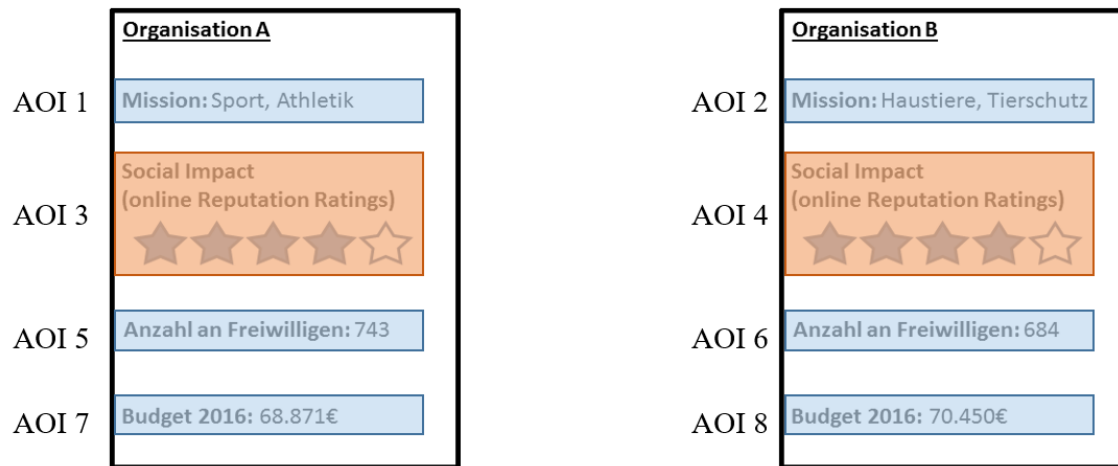 Organisation A
AOI 1
Mission: Sport, Athletik
AOI 3
Social Impact
(online Reputation Ratings)
AOI 5
Anzahl an Freiwilligen: 743
AOI 7
Budget 2016: 68.871€
Organisation B
AOI 2
Mission: Haustiere, Tierschutz
AOI 4
Social Impact
(online Reputation Ratings)
AOI 6
Anzahl an Freiwilligen: 684
AOI 8
Budget 2016: 70.450€